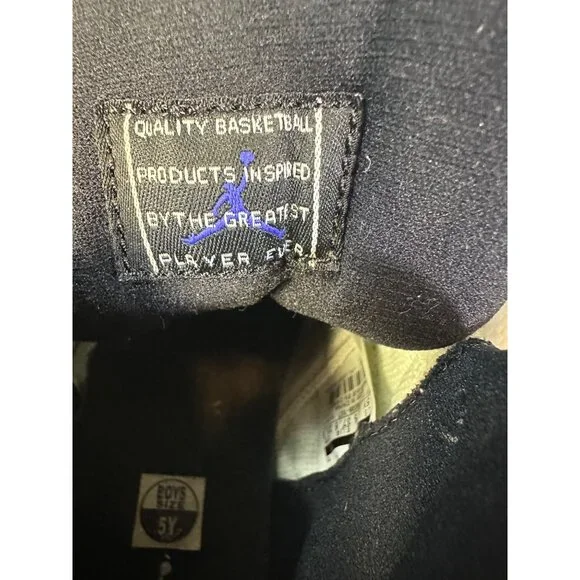 QUALITY BASKETBALL
PRODUCTS INSPIRED
BY THE GREATEST
PLAYER EVER
BOYS
SIZE
5Y